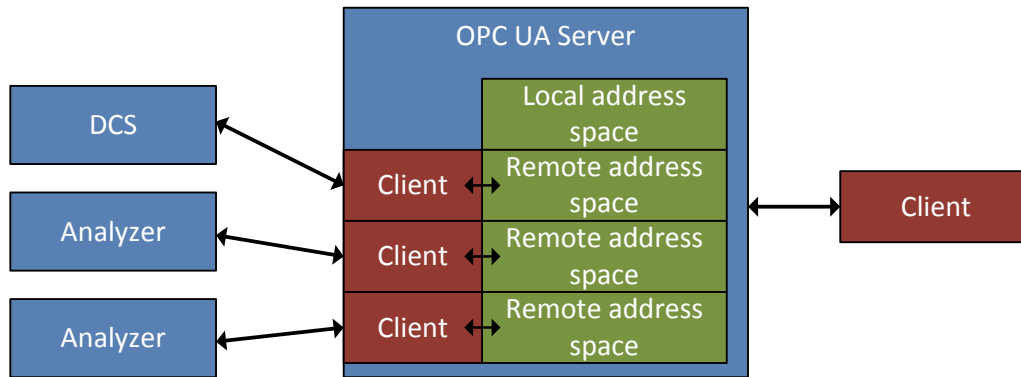 OPC UA Server
Local address
space
DCS
Client
Remote address
space
Analyzer
Client
Remote address
space
Client
Analyzer
Client
Remote address
space